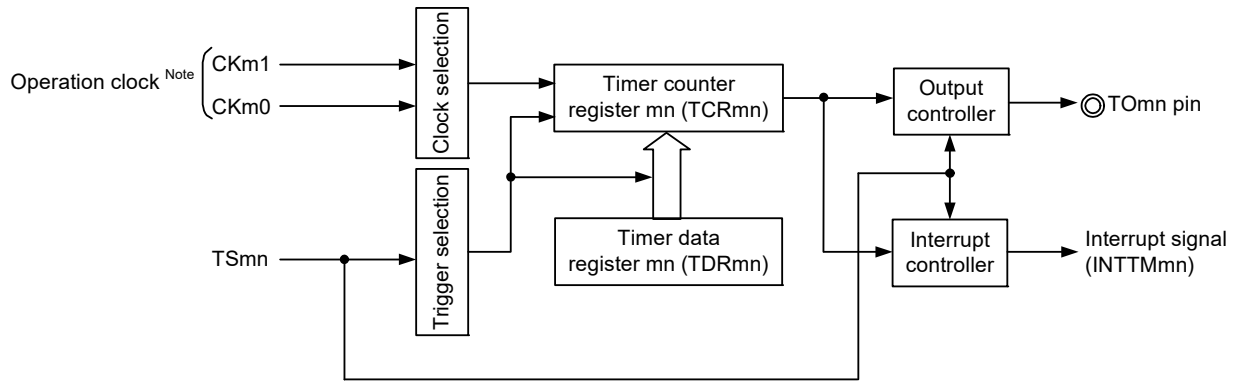 Operation clock Note
CKm1
CKm0
Clock selection
Timer counter
register mn (TCRmn)
Output
controller
TOmn pin
TSmn
Trigger selection
Timer data
register mn (TDRmn)
Interrupt
controller
Interrupt signal
(INTTMmn)